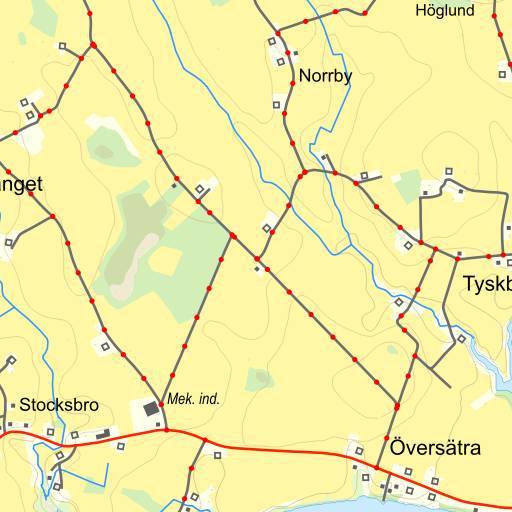 Höglund
Norrby
nget
Tyskb
Mek. ind.
Stocksbro
Översätra